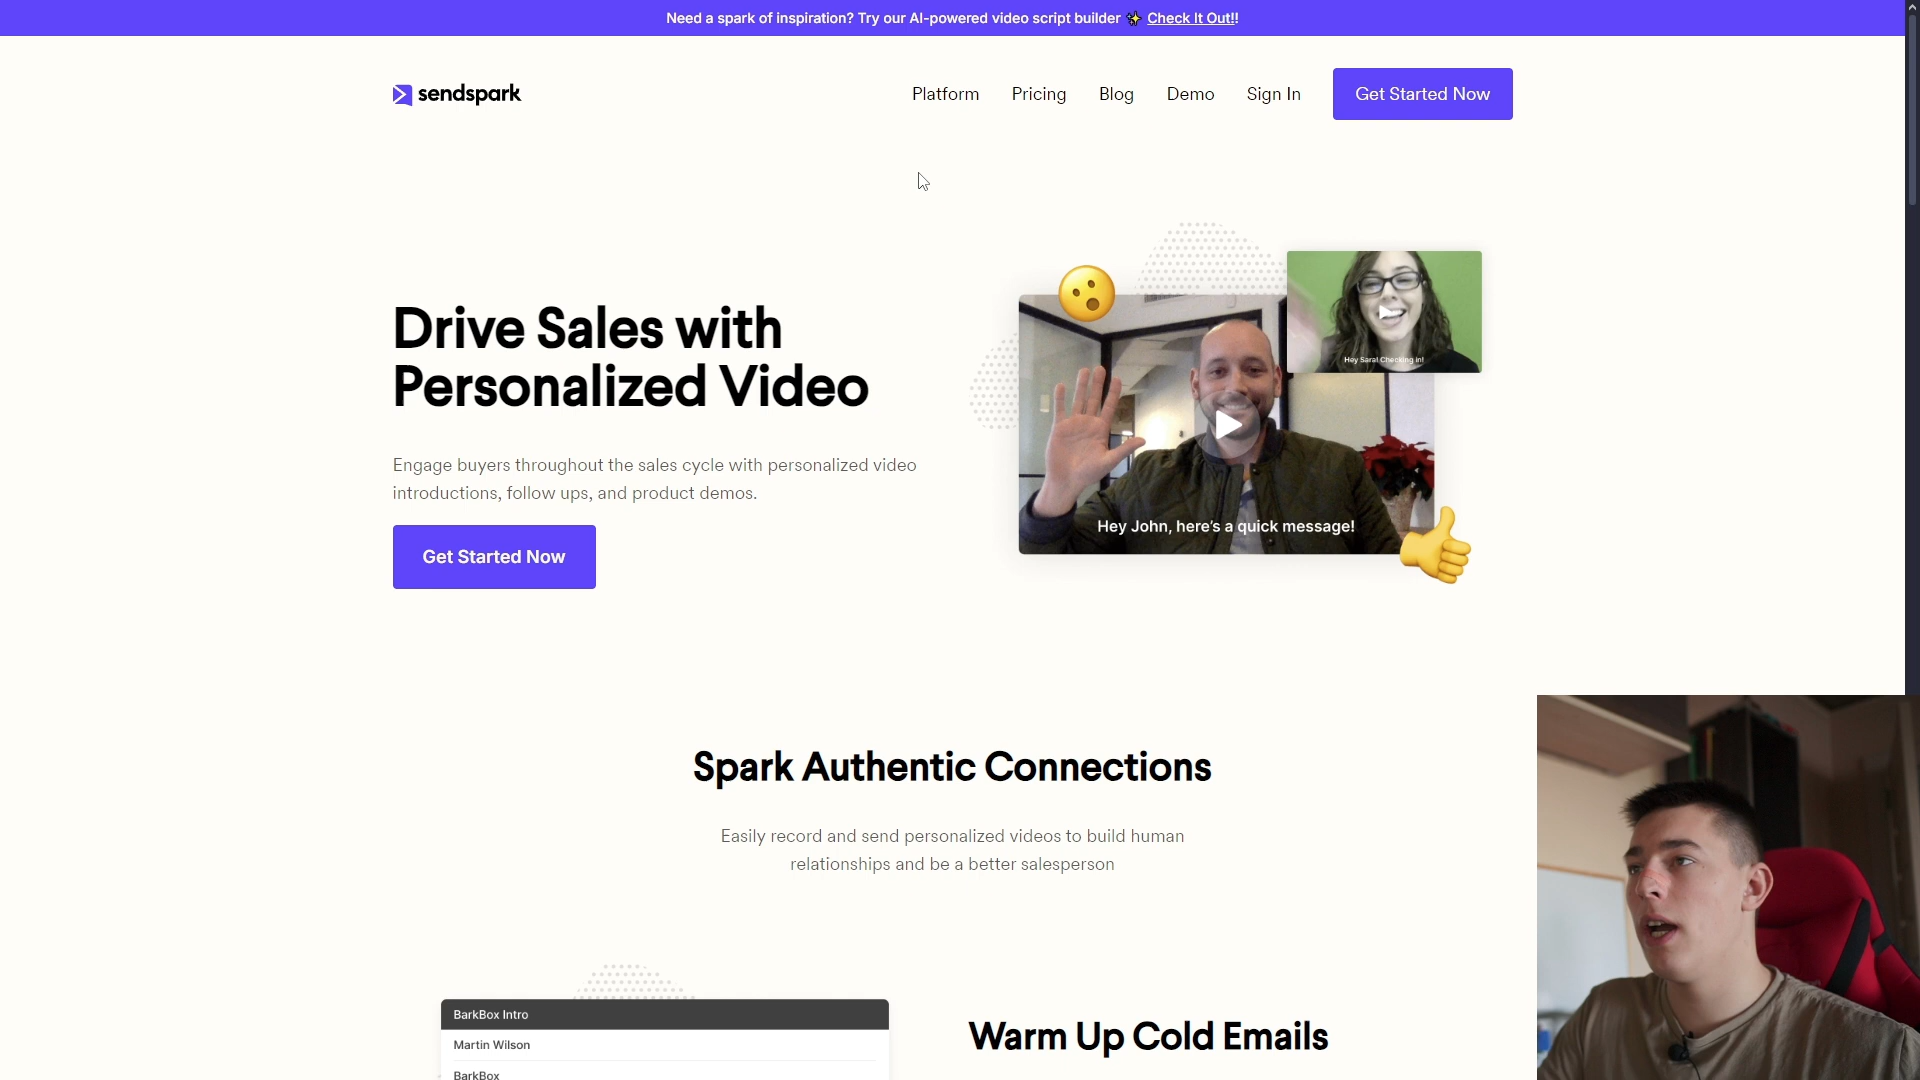 Need a spark of inspiration? Try our AI-powered video script builder ✨ Check It Out!!
sendspark
Platform
Pricing
Blog
Demo
Sign In
Get Started Now
Drive Sales with
Personalized Video
Engage buyers throughout the sales cycle with personalized video
introductions, follow ups, and product demos.
Get Started Now
Hey Sara! Checking in!
Hey John, here's a quick message!
Spark Authentic Connections
Easily record and send personalized videos to build human
relationships and be a better salesperson
BarkBox Intro
Martin Wilson
BarkBox
Warm Up Cold Emails